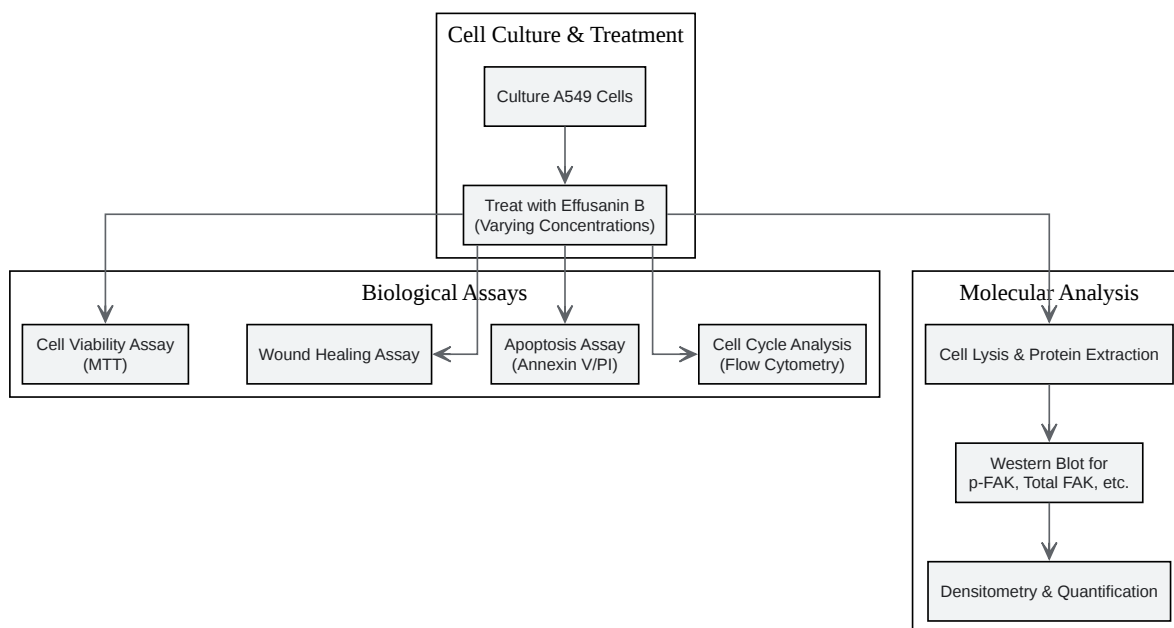 Cell Culture & Treatment
Culture A549 Cells
Treat with Effusanin B
(Varying Concentrations)
Biological Assays
Cell Viability Assay
(MTT)
Wound Healing Assay
Apoptosis Assay
(Annexin V/PI)
Cell Cycle Analysis
(Flow Cytometry)
Molecular Analysis
Cell Lysis & Protein Extraction
Western Blot for
p-FAK, Total FAK, etc.
Densitometry & Quantification